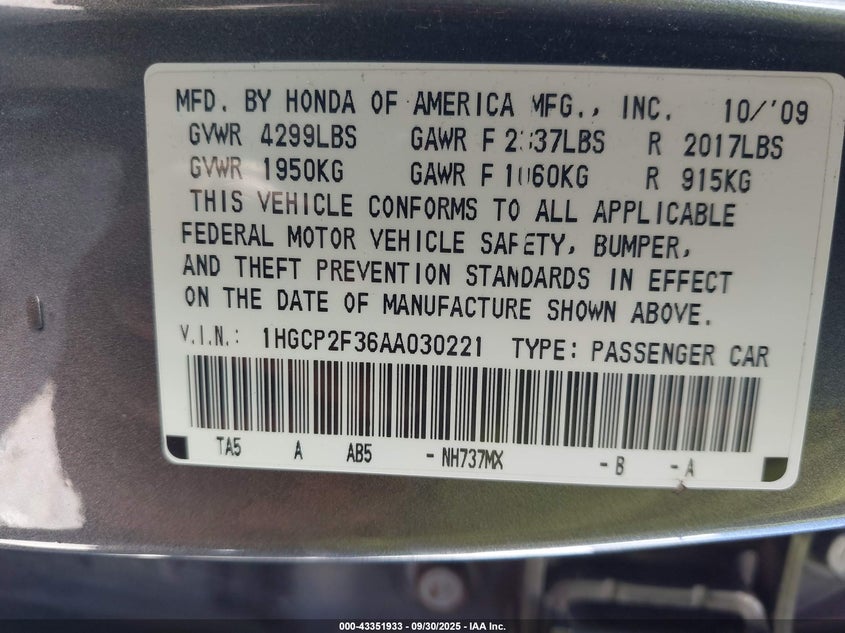 MFD. BY HONDA OF AMERICA MFG., INC. 10/'09
GVWR 4299LBS GAWR F 2337LBS R 2017LBS
GVWR 1950KG GAWR F 1060KG R 915KG
THIS VEHICLE CONFORMS TO ALL APPLICABLE
FEDERAL MOTOR VEHICLE SAFETY, BUMPER,
AND THEFT PREVENTION STANDARDS IN EFFECT
ON THE DATE OF MANUFACTURE SHOWN ABOVE.
V.I.N.: 1HGCP2F36AA030221 TYPE: PASSENGER CAR
TA5 A AB5 - NH737MX - B - A
000-43351933 - 09/30/2025 - IAA Inc.